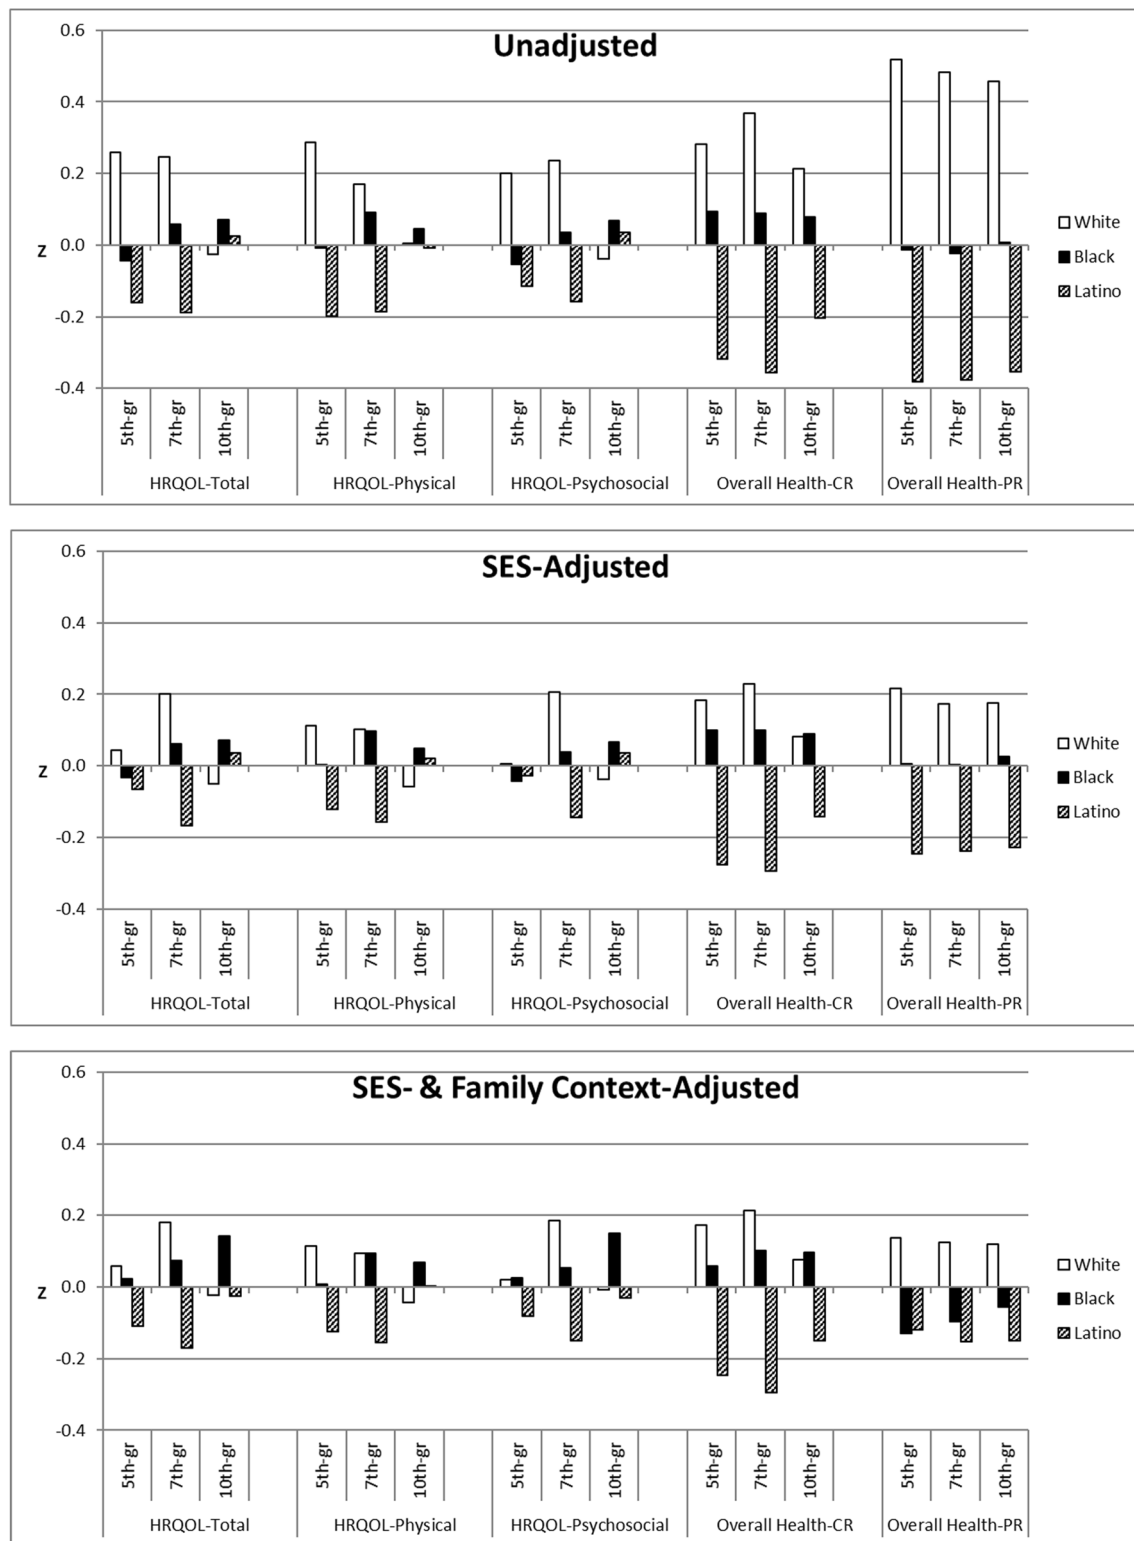 Unadjusted
0.6
0.4
0.2
0.0
-0.2
-0.4
Z
5th-gr 7th-gr 10th-gr 5th-gr 7th-gr 10th-gr 5th-gr 7th-gr 10th-gr 5th-gr 7th-gr 10th-gr 5th-gr 7th-gr 10th-gr
HRQOL-Total HRQOL-Physical HRQOL-Psychosocial Overall Health-CR Overall Health-PR
White
Black
Latino
SES-Adjusted
0.6
0.4
0.2
0.0
-0.2
-0.4
Z
5th-gr 7th-gr 10th-gr 5th-gr 7th-gr 10th-gr 5th-gr 7th-gr 10th-gr 5th-gr 7th-gr 10th-gr 5th-gr 7th-gr 10th-gr
HRQOL-Total HRQOL-Physical HRQOL-Psychosocial Overall Health-CR Overall Health-PR
White
Black
Latino
SES- & Family Context-Adjusted
0.6
0.4
0.2
0.0
-0.2
-0.4
Z
5th-gr 7th-gr 10th-gr 5th-gr 7th-gr 10th-gr 5th-gr 7th-gr 10th-gr 5th-gr 7th-gr 10th-gr 5th-gr 7th-gr 10th-gr
HRQOL-Total HRQOL-Physical HRQOL-Psychosocial Overall Health-CR Overall Health-PR
White
Black
Latino